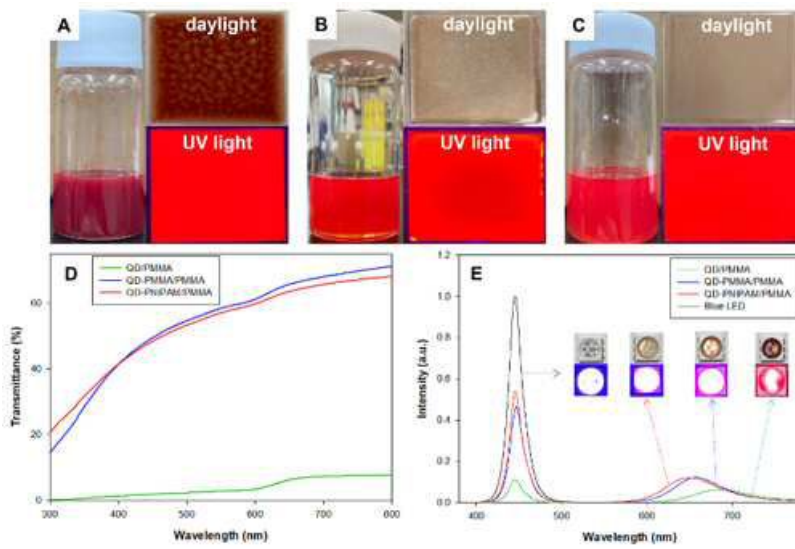 A
daylight
UV light
B
daylight
UV light
C
daylight
UV light
D
QD/PMMA
QD-PMMA/PMMA
QD-PNIPAM/PMMA
60
40
20
0
Transmittance (%)
300
400
500
600
700
800
Wavelength (nm)
E
QD/PMMA
QD-PMMA/PMMA
QD-PNIPAM/PMMA
Blue LED
1.2
1.0
0.8
0.6
0.4
0.2
0.0
Intensity (a.u.)
400
500
600
700
Wavelength (nm)